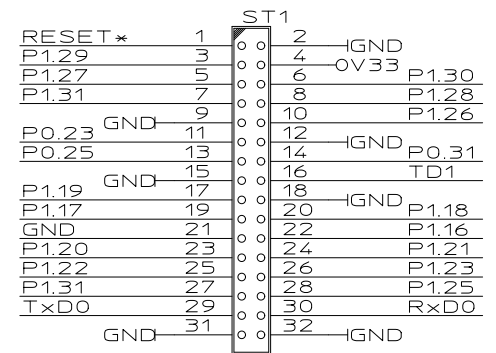 ST1
RESET* 1 2 GND
P1.29 3 4 0V33
P1.27 5 6 P1.30
P1.31 7 8 P1.28
GND 9 10 P1.26
P0.23 11 12 GND
P0.25 13 14 P0.31
GND 15 16 TD1
P1.19 17 18 GND
P1.17 19 20 P1.18
GND 21 22 P1.16
P1.20 23 24 P1.21
P1.22 25 26 P1.23
P1.31 27 28 P1.25
TxD0 29 30 RxD0
GND 31 32 GND